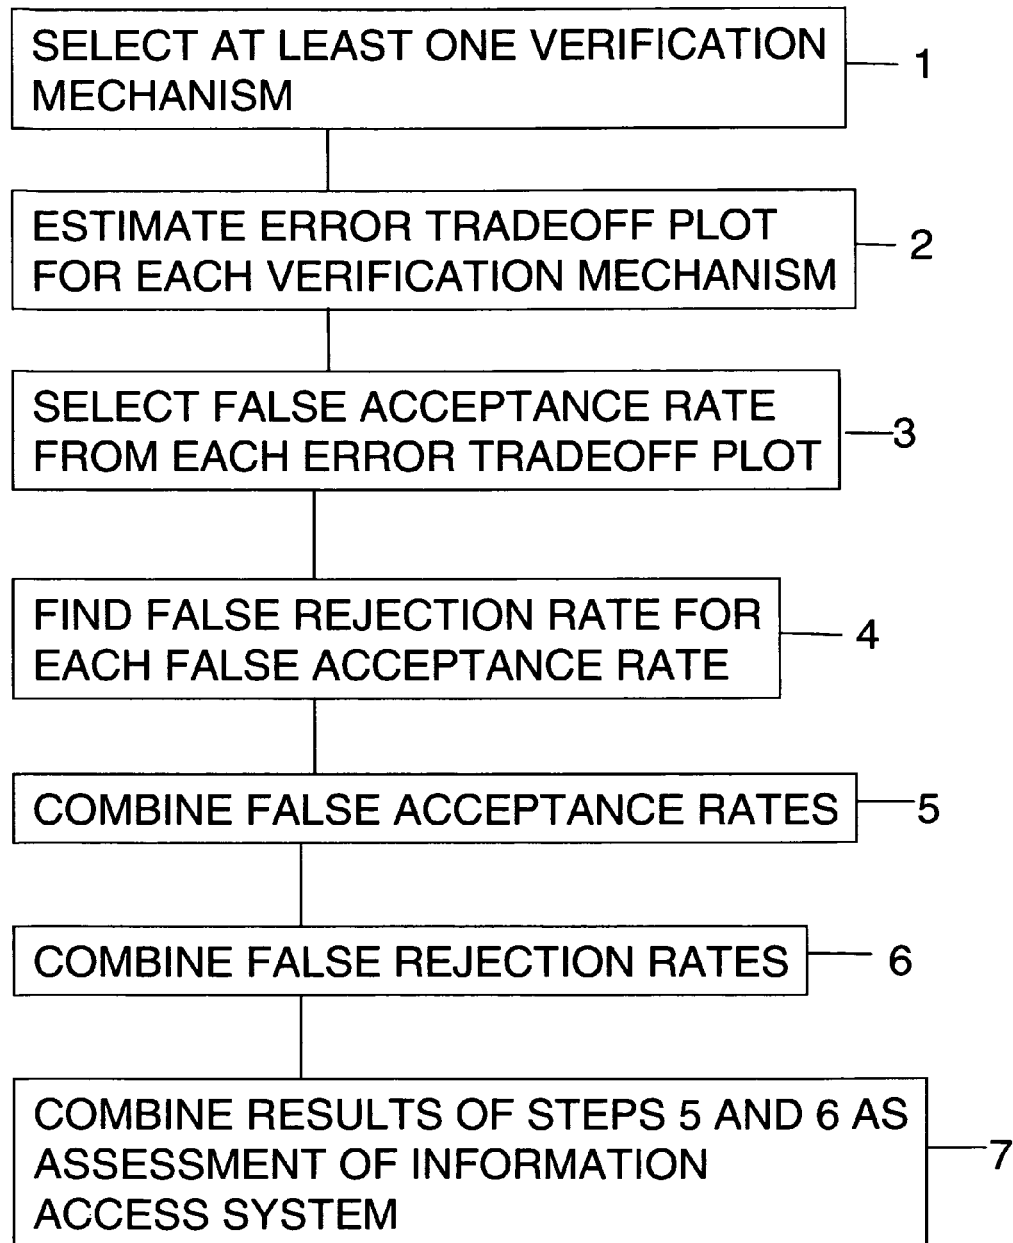 SELECT AT LEAST ONE VERIFICATION
MECHANISM
1
ESTIMATE ERROR TRADEOFF PLOT
FOR EACH VERIFICATION MECHANISM
2
SELECT FALSE ACCEPTANCE RATE
FROM EACH ERROR TRADEOFF PLOT
3
FIND FALSE REJECTION RATE FOR
EACH FALSE ACCEPTANCE RATE
4
COMBINE FALSE ACCEPTANCE RATES
5
COMBINE FALSE REJECTION RATES
6
COMBINE RESULTS OF STEPS 5 AND 6 AS
ASSESSMENT OF INFORMATION
ACCESS SYSTEM
7